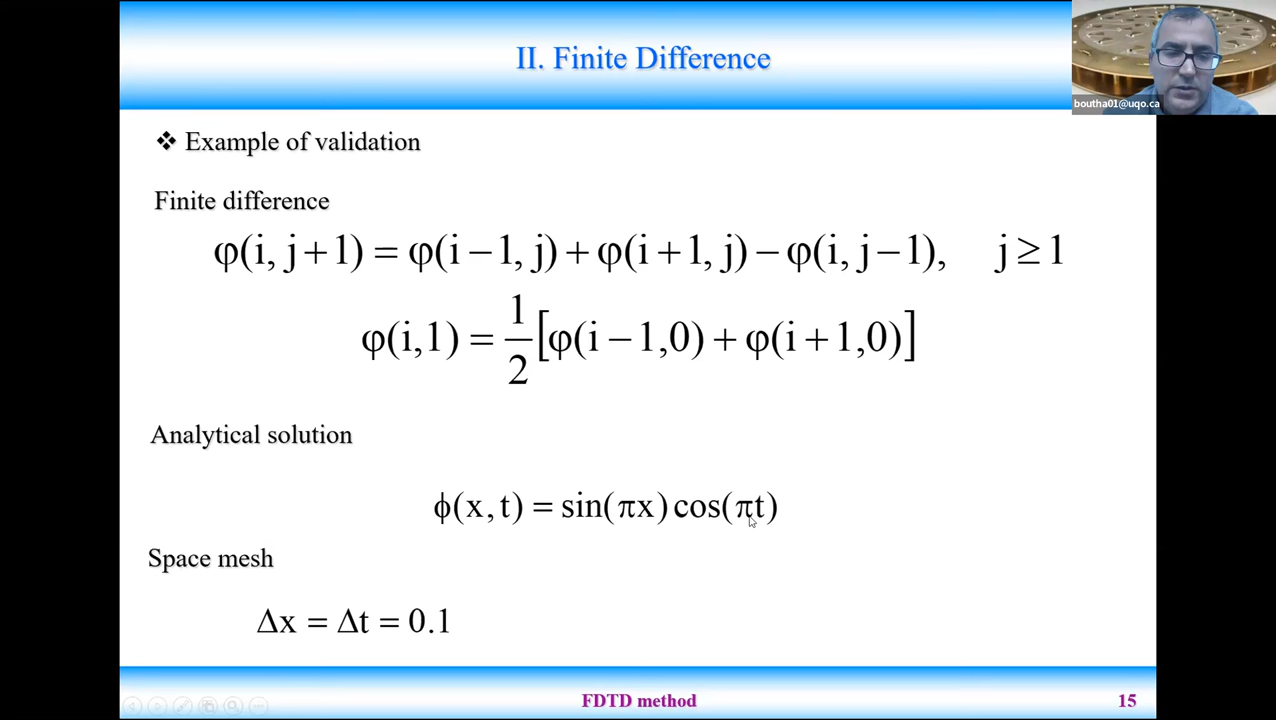 II. Finite Difference
boutha01@uqo.ca
❖ Example of validation
Finite difference
φ(i, j+1) = φ(i−1, j) + φ(i+1, j) − φ(i, j−1),   j ≥ 1
φ(i,1) = 1/2 [φ(i−1,0) + φ(i+1,0)]
Analytical solution
ϕ(x, t) = sin(πx) cos(πt)
Space mesh
Δx = Δt = 0.1
FDTD method
15